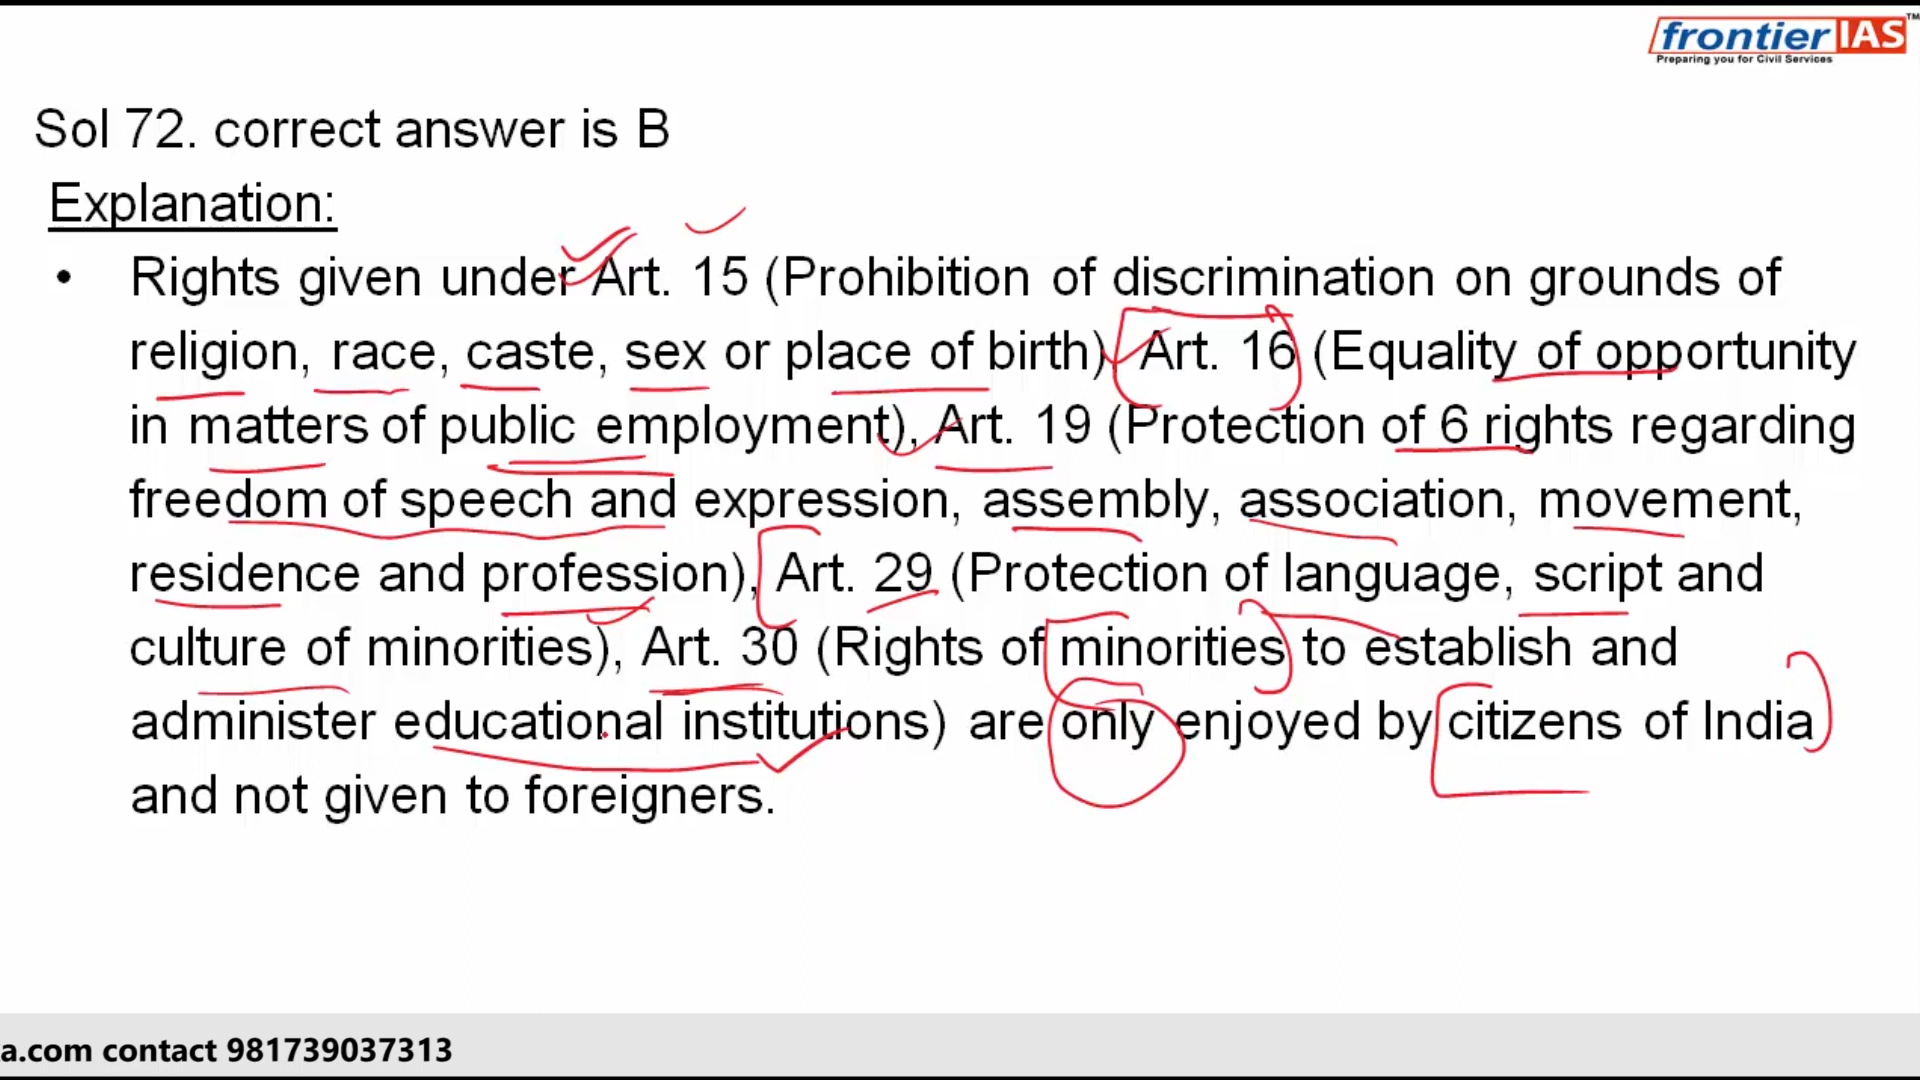 frontier IAS TM
Preparing you for Civil Services
Sol 72. correct answer is B
Explanation:
• Rights given under Art. 15 (Prohibition of discrimination on grounds of
religion, race, caste, sex or place of birth), Art. 16 (Equality of opportunity
in matters of public employment), Art. 19 (Protection of 6 rights regarding
freedom of speech and expression, assembly, association, movement,
residence and profession), Art. 29 (Protection of language, script and
culture of minorities), Art. 30 (Rights of minorities to establish and
administer educational institutions) are only enjoyed by citizens of India
and not given to foreigners.
a.com contact 981739037313